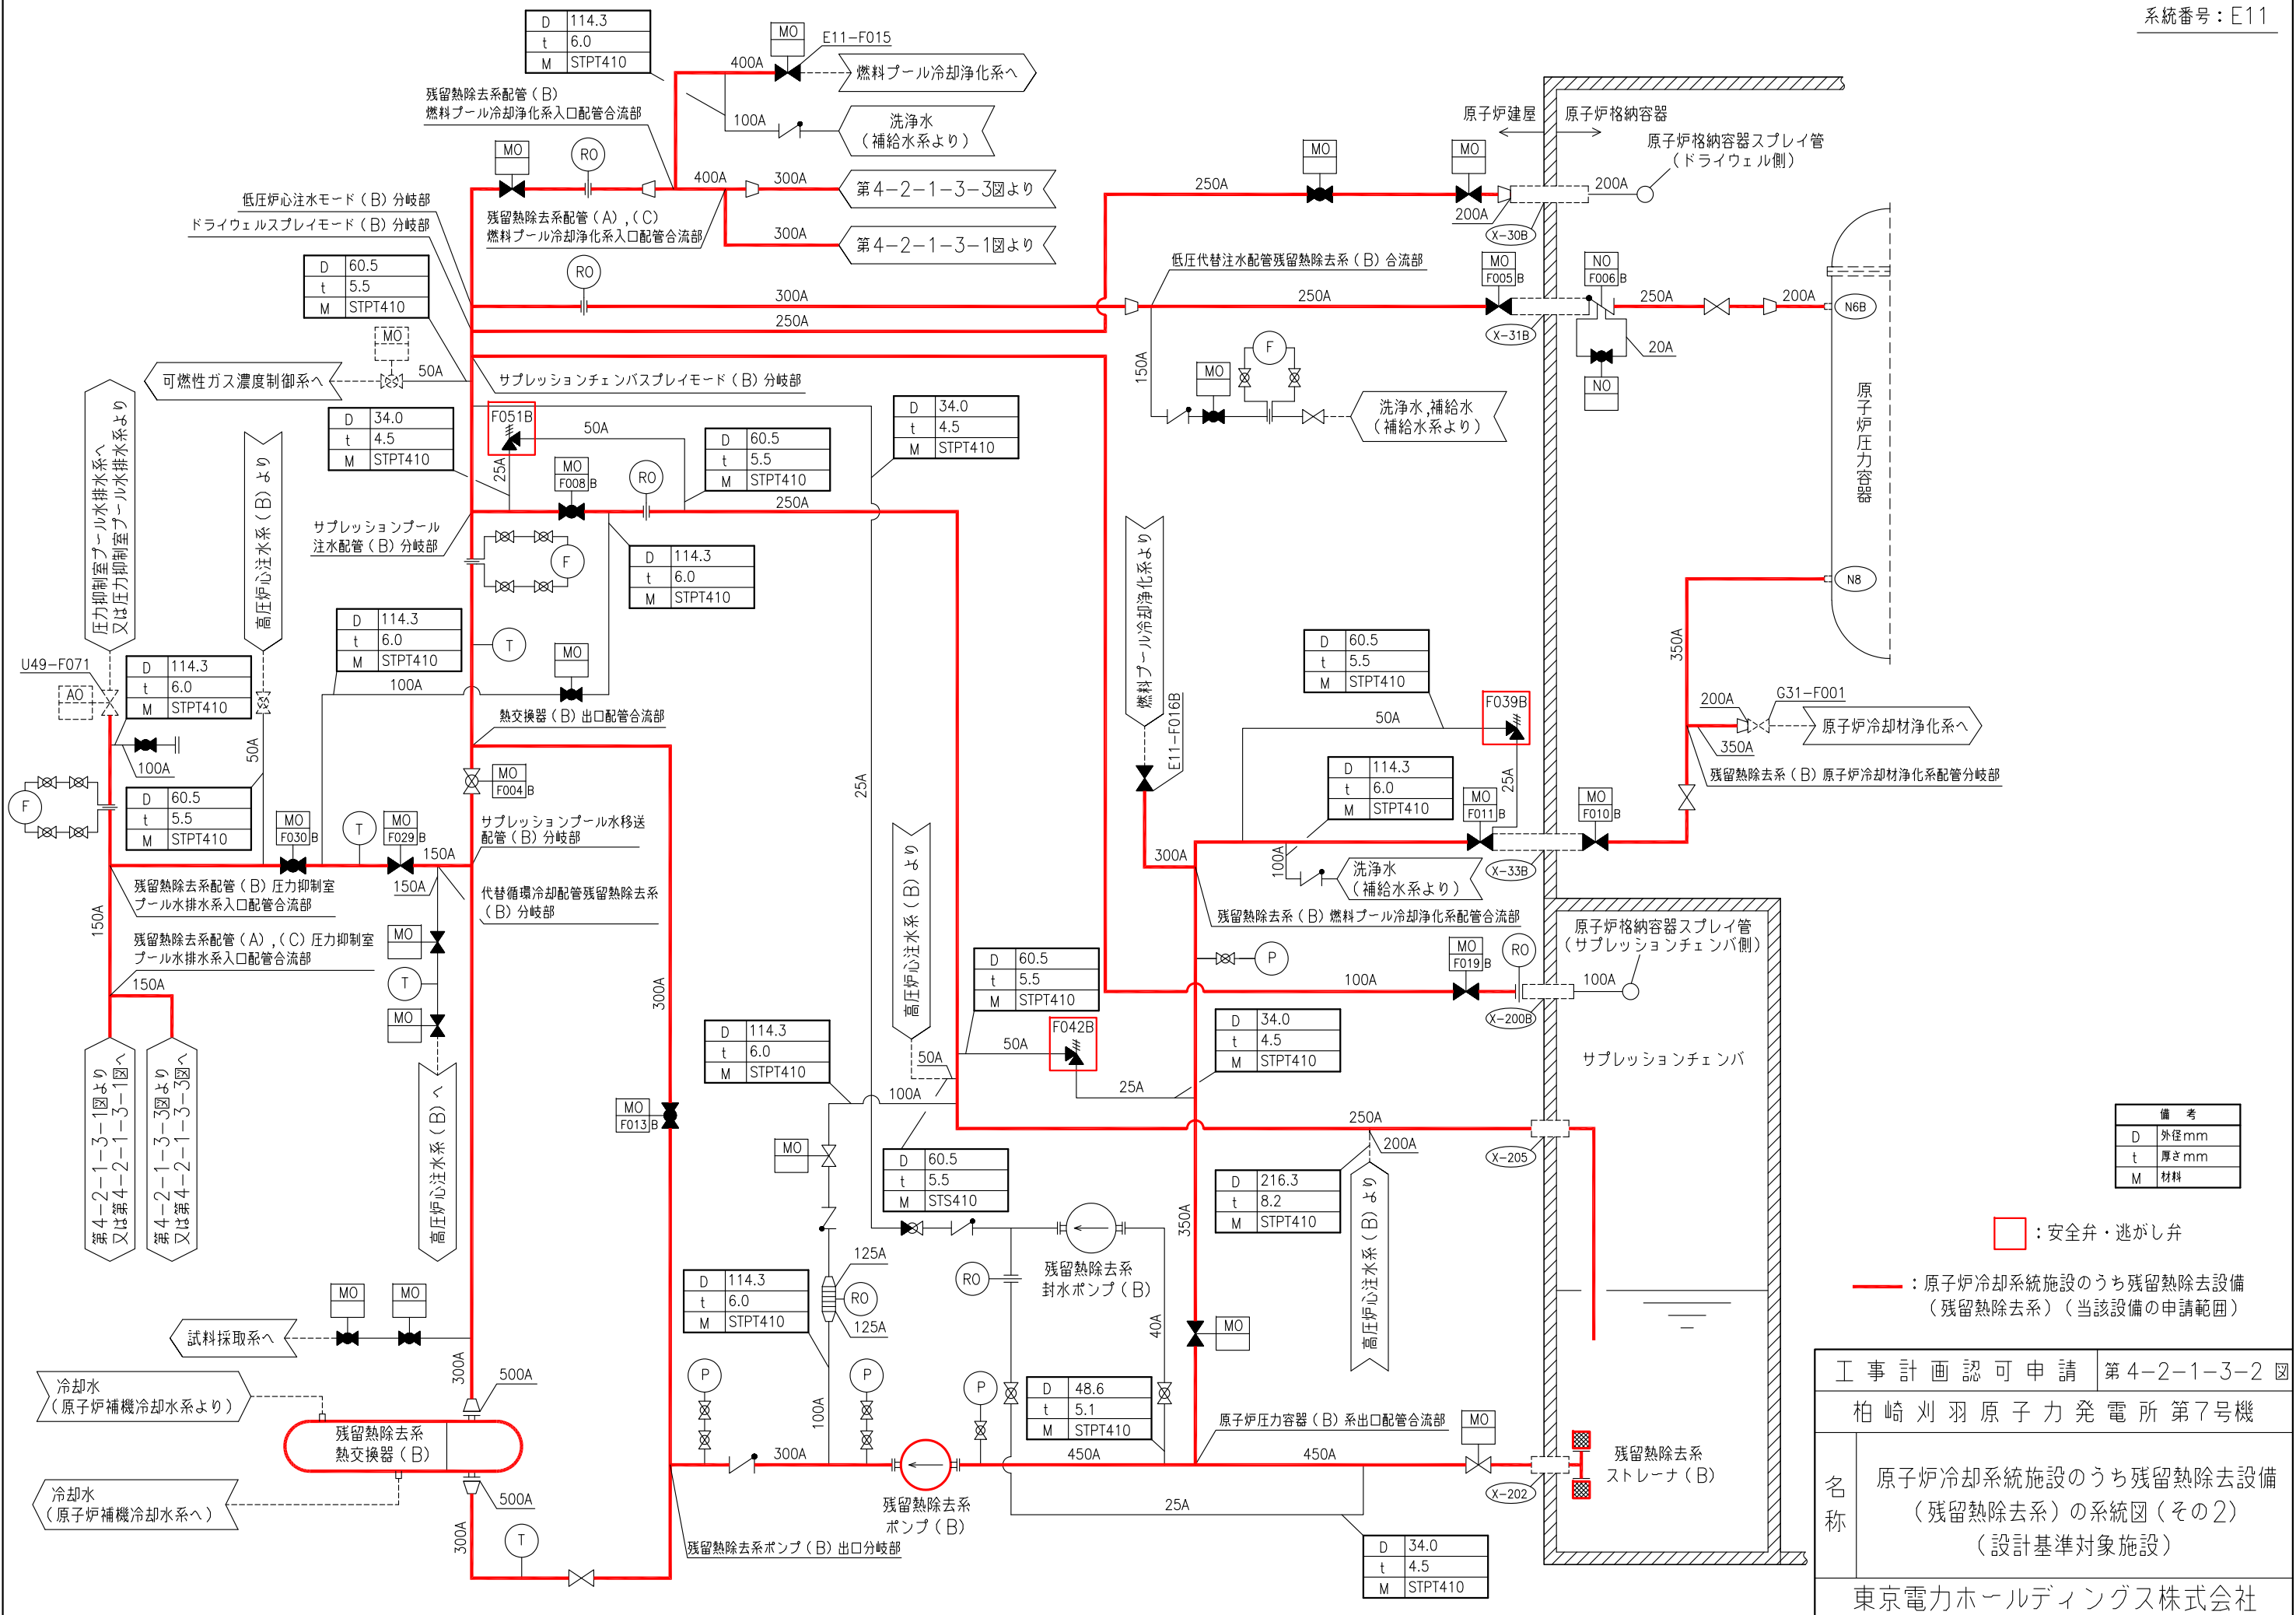 系統番号：E11
D 114.3
t 6.0
M STPT410
MO
E11-F015
400A
燃料プール冷却浄化系へ
残留熱除去系配管(B)
燃料プール冷却浄化系入口配管合流部
100A
洗浄水
(補給水系より)
MO
RO
400A
300A
第4-2-1-3-3図より
残留熱除去系配管(A),(C)
燃料プール冷却浄化系入口配管合流部
300A
第4-2-1-3-1図より
低圧炉心注水モード(B)分岐部
ドライウェルスプレイモード(B)分岐部
原子炉建屋
原子炉格納容器
原子炉格納容器スプレイ管
(ドライウェル側)
MO
MO
250A
200A
200A
X-30B
D 60.5
t 5.5
M STPT410
RO
300A
250A
低圧代替注水配管残留熱除去系(B)合流部
250A
MO
F005 B
NO
F006 B
250A
200A
N6B
X-31B
20A
NO
MO
50A
可燃性ガス濃度制御系へ
サプレッションチェンバスプレイモード(B)分岐部
150A
MO
F
洗浄水,補給水
(補給水系より)
原子炉圧力容器
圧力抑制室プール水排水系へ
又は圧力抑制室プール水排水系より
高圧炉心注水系(B)より
D 34.0
t 4.5
M STPT410
F051B
50A
25A
MO
F008 B
RO
D 60.5
t 5.5
M STPT410
D 34.0
t 4.5
M STPT410
250A
サプレッションプール
注水配管(B)分岐部
F
D 114.3
t 6.0
M STPT410
燃料プール冷却浄化系より
E11-F016B
N8
350A
D 114.3
t 6.0
M STPT410
T
MO
100A
U49-F071
AO
D 114.3
t 6.0
M STPT410
100A
50A
熱交換器(B)出口配管合流部
D 60.5
t 5.5
M STPT410
50A
F039B
25A
200A
G31-F001
原子炉冷却材浄化系へ
350A
残留熱除去系(B)原子炉冷却材浄化系配管分岐部
F
D 60.5
t 5.5
M STPT410
MO
F004 B
25A
D 114.3
t 6.0
M STPT410
MO
F011 B
MO
F010 B
MO
F030 B
T
MO
F029 B
150A
サプレッションプール水移送
配管(B)分岐部
高圧炉心注水系(B)より
300A
100A
洗浄水
(補給水系より)
X-33B
残留熱除去系配管(B)圧力抑制室
プール水排水系入口配管合流部
150A
150A
代替循環冷却配管残留熱除去系
(B)分岐部
残留熱除去系(B)燃料プール冷却浄化系配管合流部
残留熱除去系配管(A),(C)圧力抑制室
プール水排水系入口配管合流部
MO
T
MO
150A
300A
P
MO
F019 B
RO
100A
原子炉格納容器スプレイ管
(サプレッションチェンバ側)
100A
X-200B
D 60.5
t 5.5
M STPT410
F042B
50A
D 34.0
t 4.5
M STPT410
25A
サプレッションチェンバ
D 114.3
t 6.0
M STPT410
50A
100A
第4-2-1-3-1図より
又は第4-2-1-3-1図へ
第4-2-1-3-3図より
又は第4-2-1-3-3図へ
高圧炉心注水系(B)へ
MO
F013 B
MO
D 60.5
t 5.5
M STS410
250A
200A
X-205
D 216.3
t 8.2
M STPT410
高圧炉心注水系(B)より
備 考
D 外径mm
t 厚さmm
M 材料
：安全弁・逃がし弁
：原子炉冷却系統施設のうち残留熱除去設備
(残留熱除去系)(当該設備の申請範囲)
350A
残留熱除去系
封水ポンプ(B)
RO
125A
RO
125A
D 114.3
t 6.0
M STPT410
40A
MO
MO
MO
試料採取系へ
300A
500A
冷却水
(原子炉補機冷却水系より)
残留熱除去系
熱交換器(B)
冷却水
(原子炉補機冷却水系へ)
500A
300A
T
P
P
P
100A
300A
D 48.6
t 5.1
M STPT410
450A
原子炉圧力容器(B)系出口配管合流部
450A
MO
X-202
残留熱除去系
ストレーナ(B)
残留熱除去系
ポンプ(B)
25A
残留熱除去系ポンプ(B)出口分岐部
D 34.0
t 4.5
M STPT410
工事計画認可申請 第4-2-1-3-2図
柏崎刈羽原子力発電所第7号機
名称
原子炉冷却系統施設のうち残留熱除去設備
(残留熱除去系)の系統図(その2)
(設計基準対象施設)
東京電力ホールディングス株式会社